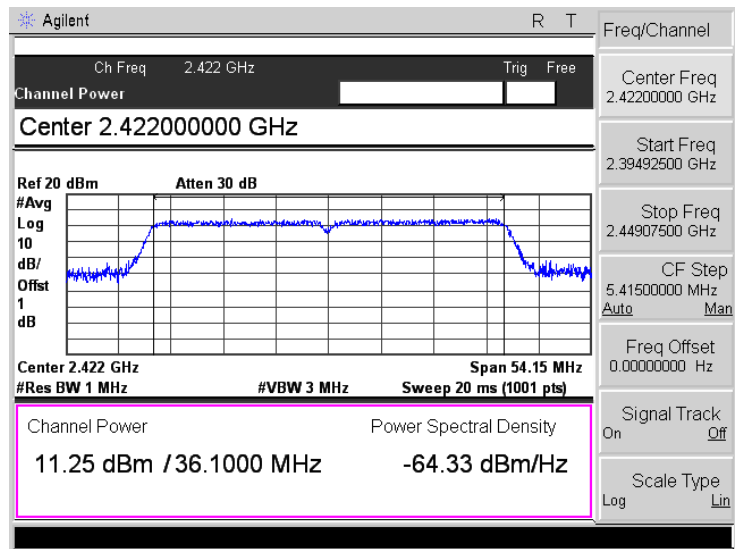 Agilent R T
Ch Freq 2.422 GHz Trig Free
Channel Power
Center 2.422000000 GHz
Ref 20 dBm Atten 30 dB
#Avg
Log
10
dB/
Offst
1
dB
Center 2.422 GHz Span 54.15 MHz
#Res BW 1 MHz #VBW 3 MHz Sweep 20 ms (1001 pts)
Channel Power Power Spectral Density
11.25 dBm / 36.1000 MHz -64.33 dBm/Hz
Freq/Channel
Center Freq
2.42200000 GHz
Start Freq
2.39492500 GHz
Stop Freq
2.44907500 GHz
CF Step
5.41500000 MHz
Auto Man
Freq Offset
0.00000000 Hz
Signal Track
On Off
Scale Type
Log Lin